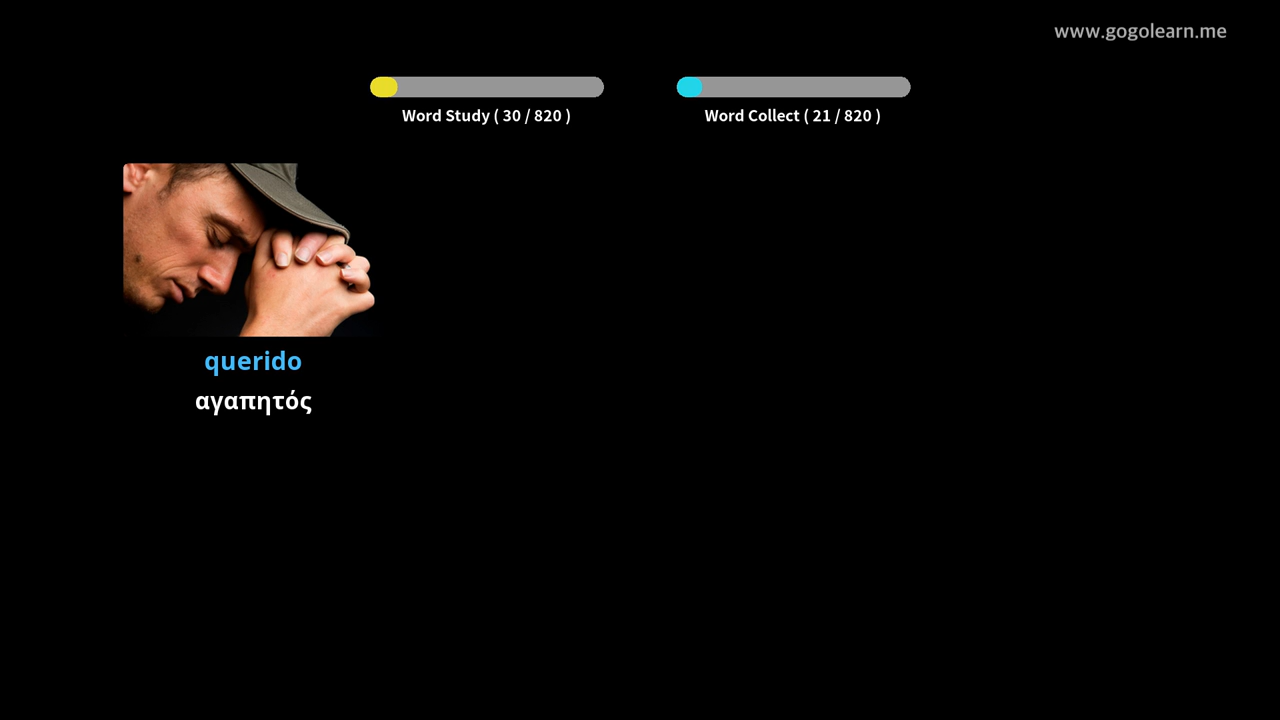 www.gogolearn.me
Word Study ( 30 / 820 )
Word Collect ( 21 / 820 )
querido
αγαπητός